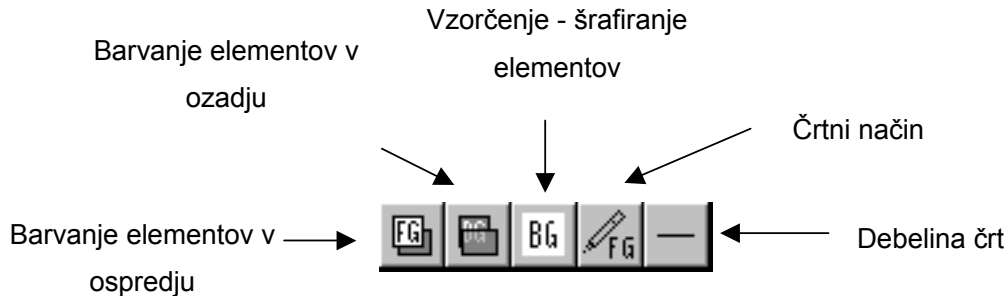 Vzorčenje - šrafiranje
elementov
Barvanje elementov v
ozadju
Črtni način
Barvanje elementov v
ospredju
FG
BG
BG
FG
Debelina črt